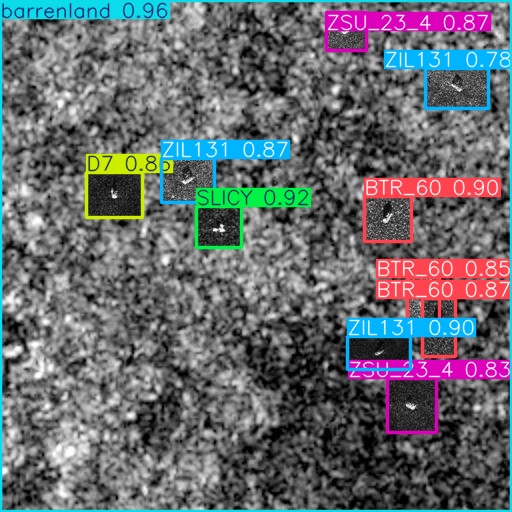 barrenland 0.96
ZSU_23_4 0.87
ZIL131 0.78
ZIL131 0.87
D7 0.86
SLICY 0.92
BTR_60 0.90
BTR_60 0.85
BTR_60 0.87
ZIL131 0.90
ZSU_23_4 0.83